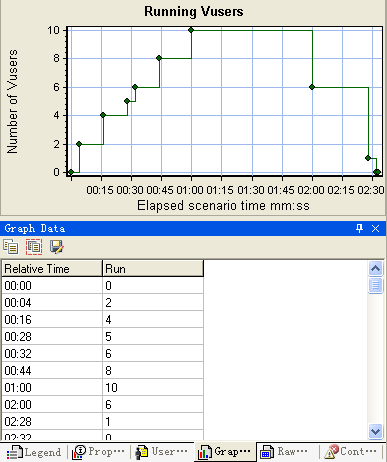 Running Vusers
Number of Vusers
10
8
6
4
2
0
00:15 00:30 00:45 01:00 01:15 01:30 01:45 02:00 02:15 02:30
Elapsed scenario time mm:ss
Graph Data
Relative Time Run
00:00 0
00:04 2
00:16 4
00:28 5
00:32 6
00:44 8
01:00 10
02:00 6
02:28 1
02:32 0
Legend Prop··· User··· Grap··· Raw··· Cont···